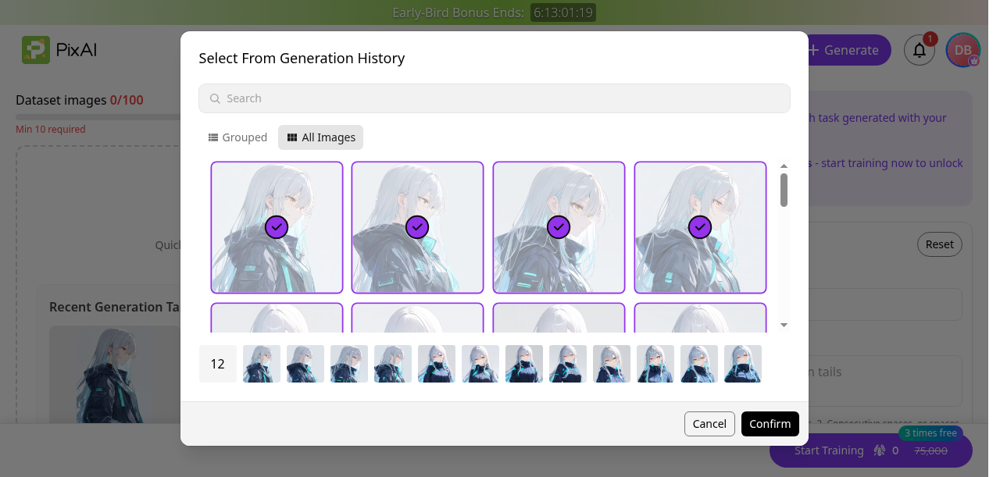 Early-Bird Bonus Ends: 6:13:01:19
PixAI
Generate
1
DB
Select From Generation History
Search
Grouped
All Images
Dataset images 0/100
Min 10 required
h task generated with your
- start training now to unlock
Quick
Reset
Recent Generation Ta
n tails
12
Cancel
Confirm
3 times free
Start Training 0 75,000